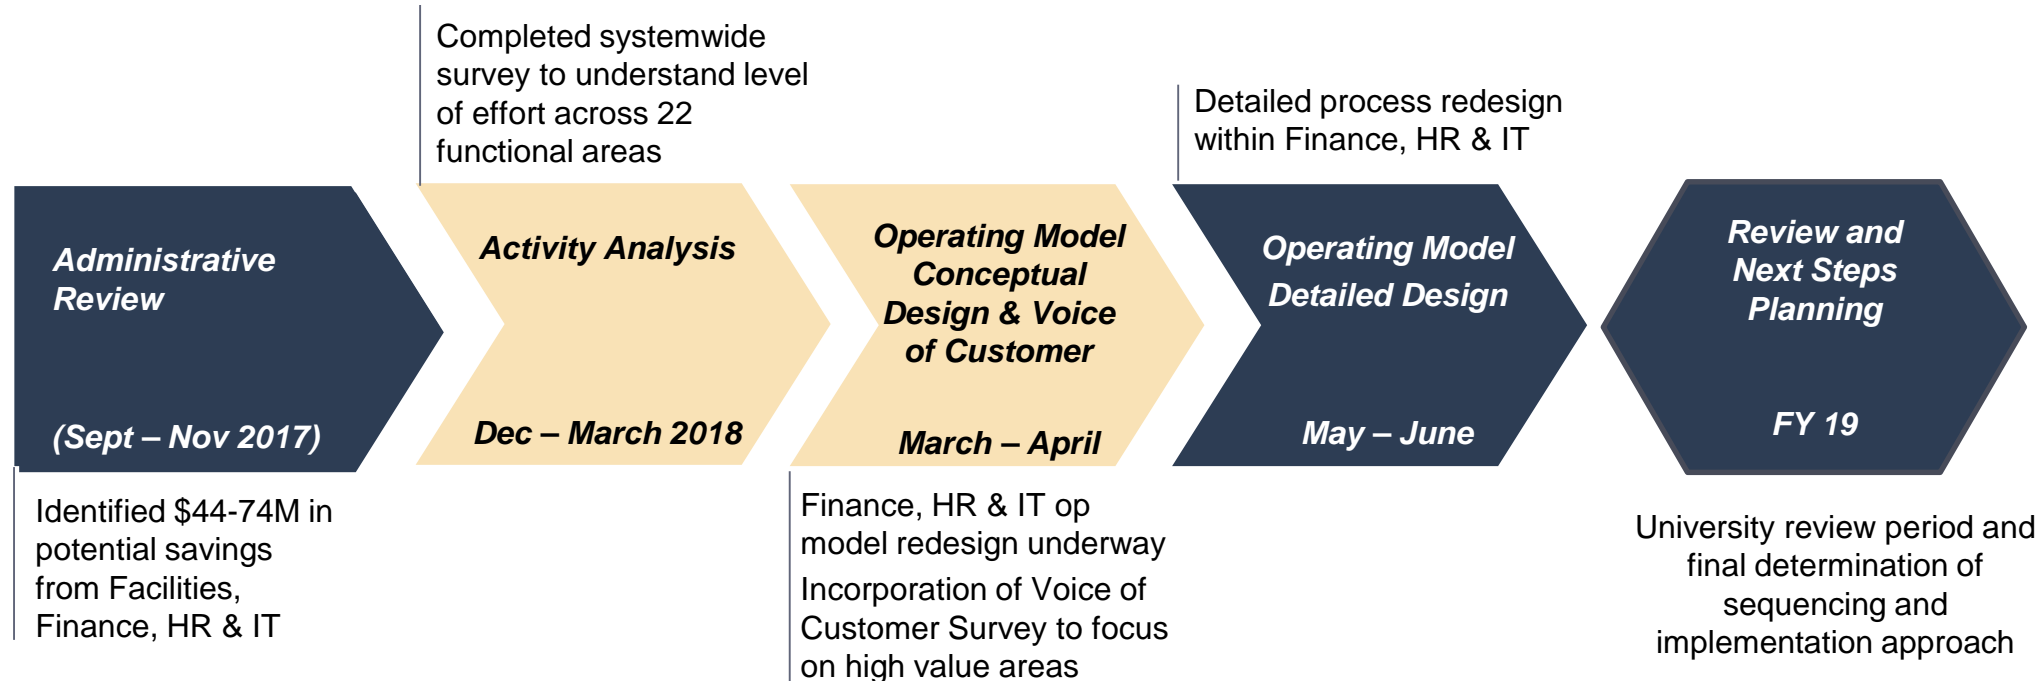 Completed systemwide
survey to understand level
of effort across 22
functional areas
Detailed process redesign
within Finance, HR & IT
Administrative
Review
(Sept – Nov 2017)
Activity Analysis
Dec – March 2018
Operating Model
Conceptual
Design & Voice
of Customer
March – April
Operating Model
Detailed Design
May – June
Review and
Next Steps
Planning
FY 19
Identified $44-74M in
potential savings
from Facilities,
Finance, HR & IT
Finance, HR & IT op
model redesign underway
Incorporation of Voice of
Customer Survey to focus
on high value areas
University review period and
final determination of
sequencing and
implementation approach